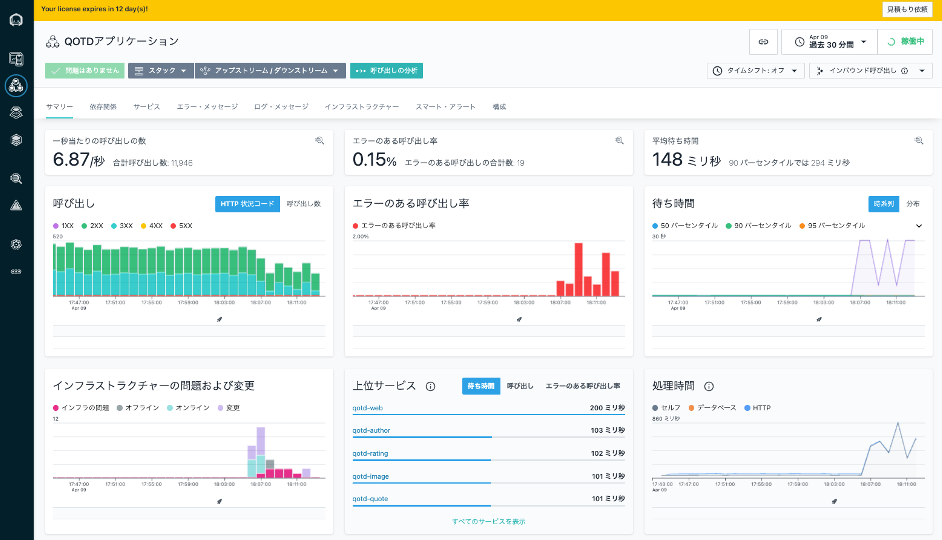 Your license expires in 12 day(s)!
見積もり依頼
QOTDアプリケーション
Apr 09
過去 30 分間
稼働中
問題はありません
スタック
アップストリーム / ダウンストリーム
呼び出しの分析
タイムシフト: オフ
インバウンド呼び出し
サマリー 依存関係 サービス エラー・メッセージ ログ・メッセージ インフラストラクチャー スマート・アラート 構成
一秒当たりの呼び出しの数
6.87/秒 合計呼び出し数: 11,946
エラーのある呼び出し率
0.15% エラーのある呼び出しの合計数: 19
平均待ち時間
148 ミリ秒 90 パーセンタイルでは 294 ミリ秒
呼び出し
HTTP 状況コード 呼び出し数
1XX 2XX 3XX 4XX 5XX
620
17:47:00 17:51:00 17:55:00 17:59:00 18:03:00 18:07:00 18:11:00
Apr 09
エラーのある呼び出し率
エラーのある呼び出し率
2.00%
17:47:00 17:51:00 17:55:00 17:59:00 18:03:00 18:07:00 18:11:00
Apr 09
待ち時間
時系列 分布
50 パーセンタイル 90 パーセンタイル 95 パーセンタイル
30 秒
17:47:00 17:51:00 17:55:00 17:59:00 18:03:00 18:07:00 18:11:00
Apr 09
インフラストラクチャーの問題および変更
インフラの問題 オフライン オンライン 変更
12
17:47:00 17:51:00 17:55:00 17:59:00 18:03:00 18:07:00 18:11:00
Apr 09
上位サービス
待ち時間 呼び出し エラーのある呼び出し率
qotd-web 200 ミリ秒
qotd-author 103 ミリ秒
qotd-rating 102 ミリ秒
qotd-image 101 ミリ秒
qotd-quote 101 ミリ秒
すべてのサービスを表示
処理時間
セルフ データベース HTTP
860 ミリ秒
17:43:00 17:47:00 17:51:00 17:55:00 17:59:00 18:03:00 18:07:00 18:11:00
Apr 09